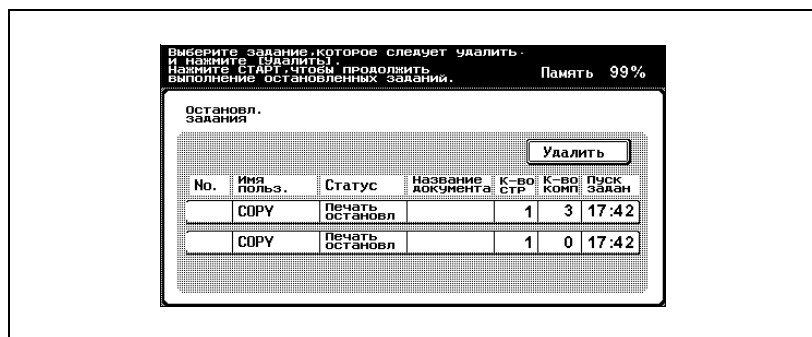 Выберите задание,которое следует удалить.
и нажмите [Удалить].
Нажмите СТАРТ,чтобы продолжить
выполнение остановленных заданий.
Память 99%
Остановл.
задания
Удалить
No. Имя польз. Статус Название документа К-во стр К-во комп Пуск задан
COPY Печать остановл 1 3 17:42
COPY Печать остановл 1 0 17:42